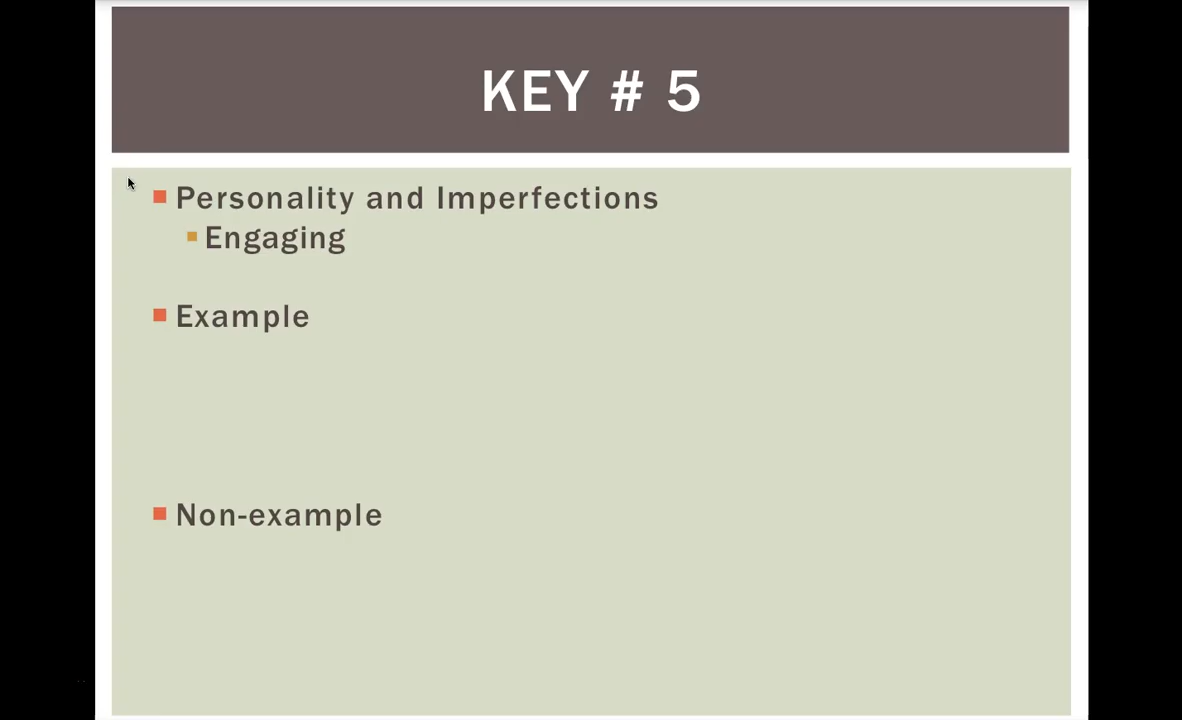 KEY # 5
Personality and Imperfections
Engaging
Example
Non-example